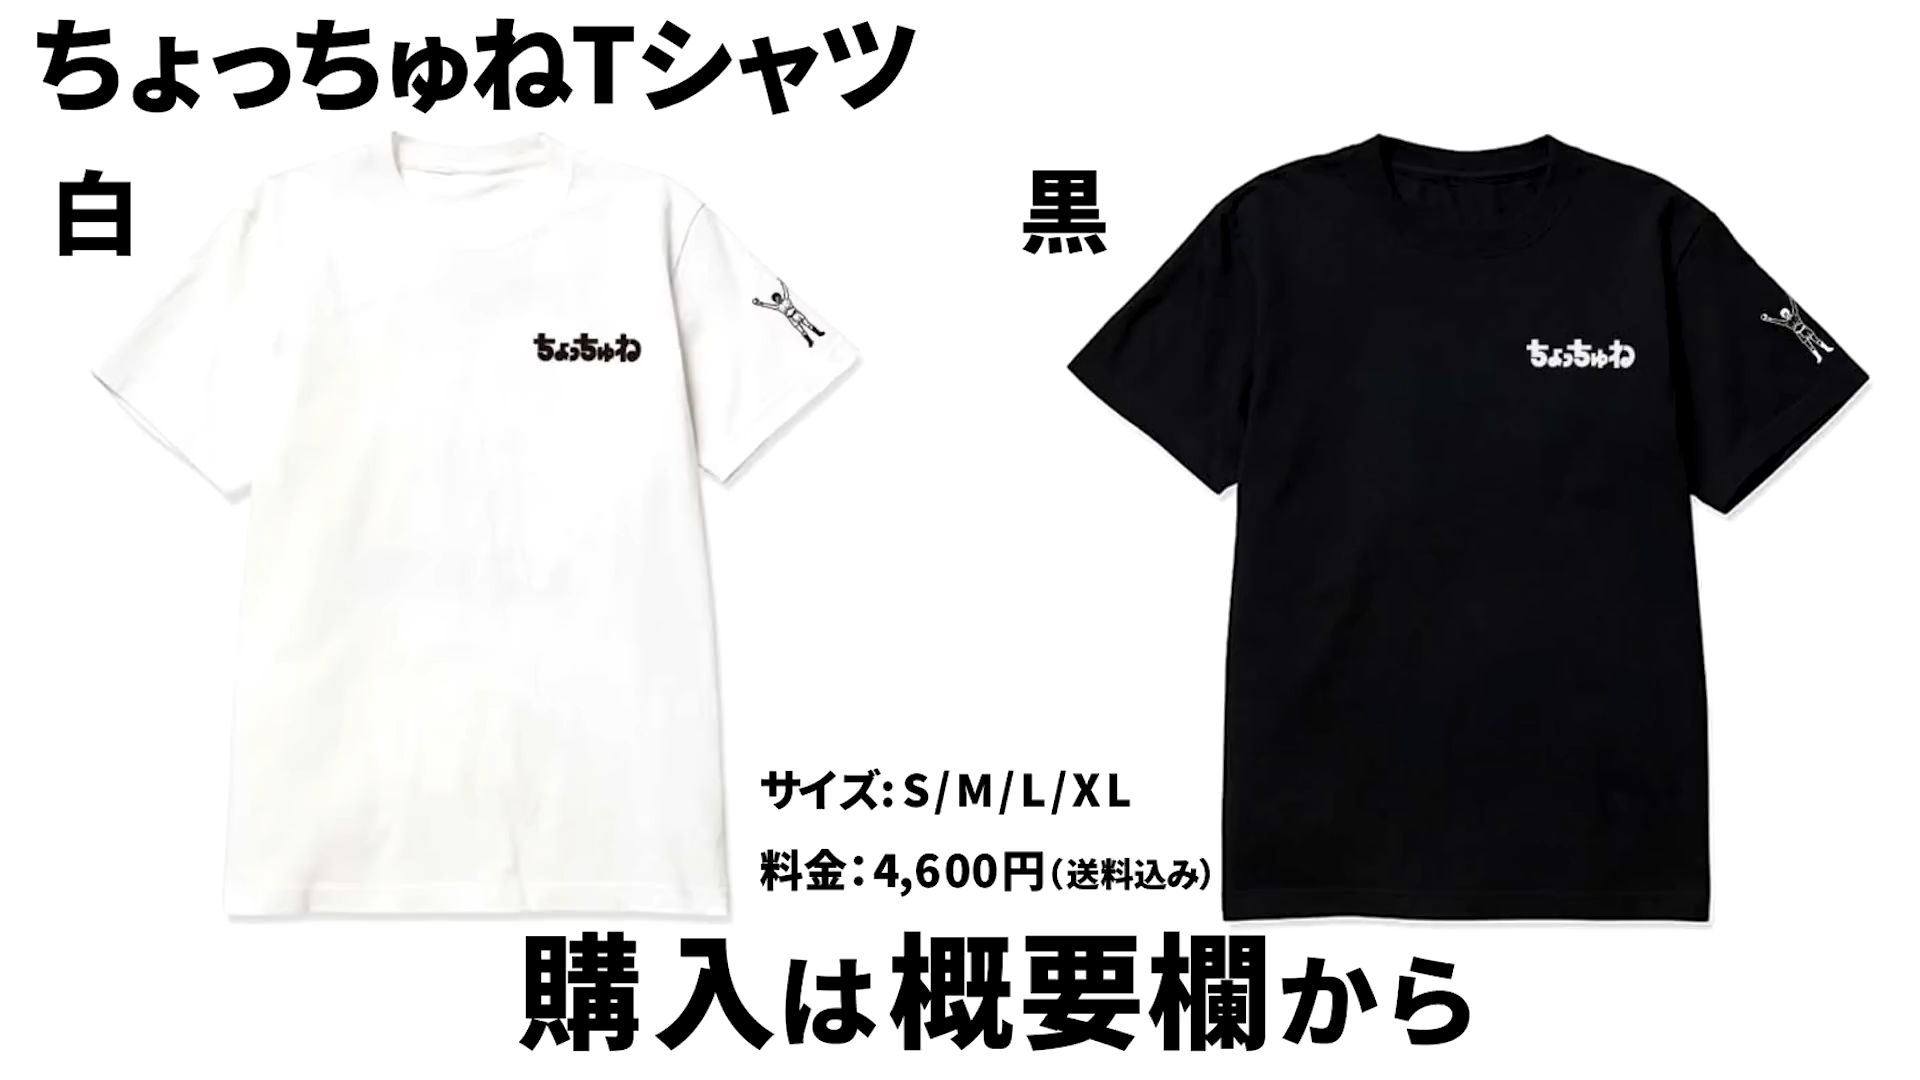 ちょっちゅねTシャツ
白
黒
ちょっちゅね
ちょっちゅね
サイズ：S/M/L/XL
料金：4,600円（送料込み）
購入は概要欄から